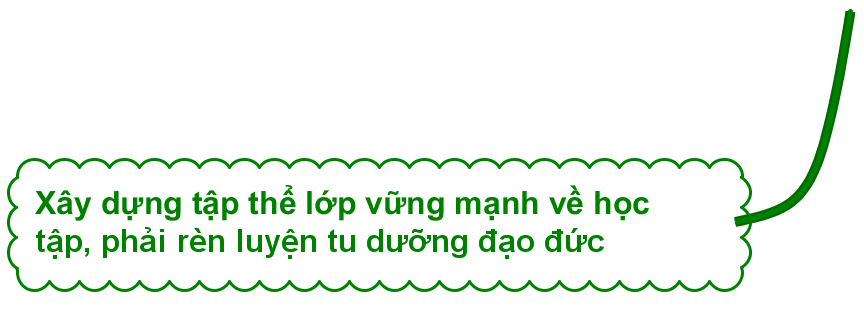 Xây dựng tập thể lớp vững mạnh về học
tập, phải rèn luyện tu dưỡng đạo đức